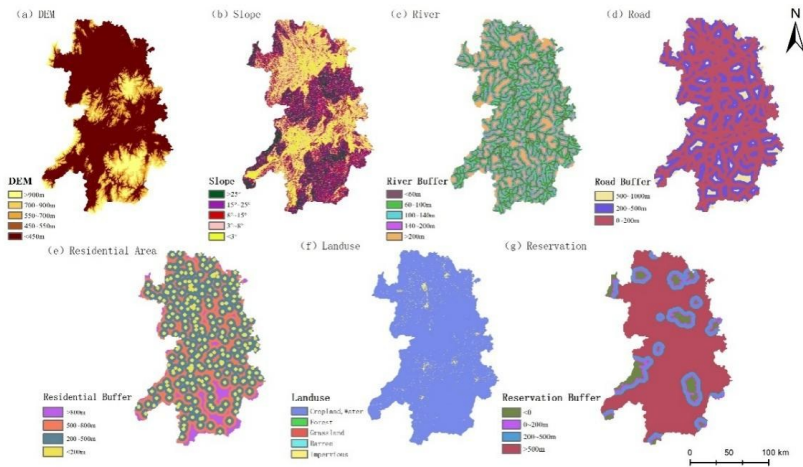 (a) DEM
(b) Slope
(c) River
(d) Road
N
DEM
>900m
700-900m
550-700m
450-550m
<450m
Slope
>25°
15°-25°
6°-15°
3°-6°
<3°
River Buffer
<60m
60-100m
100-140m
140-200m
>200m
Road Buffer
500-1000m
200-500m
0-200m
(e) Residential Area
(f) Landuse
(g) Reservation
Residential Buffer
>800m
500-800m
200-500m
<200m
Landuse
Cropland,Water
Forest
Grassland
Barren
Impervious
Reservation Buffer
<0
0-200m
200-500m
>500m
0 25 50 100 km